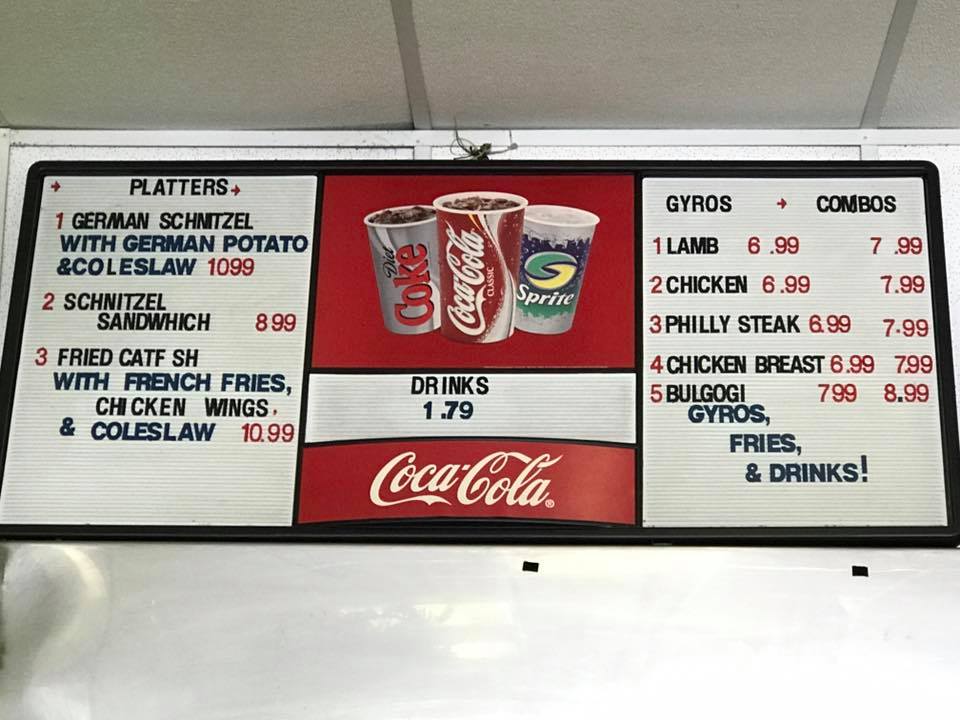 → PLATTERS→
1 GERMAN SCHNITZEL
WITH GERMAN POTATO
&COLESLAW 1099
2 SCHNITZEL
SANDWHICH 899
3 FRIED CATF SH
WITH FRENCH FRIES,
CHICKEN WINGS.
& COLESLAW 10.99
Diet Coke
Coca-Cola CLASSIC
Sprite
DRINKS
1.79
Coca-Cola®
GYROS → COMBOS
1 LAMB 6.99 7.99
2 CHICKEN 6.99 7.99
3 PHILLY STEAK 6.99 7.99
4 CHICKEN BREAST 6.99 7.99
5 BULGOGI 799 8.99
GYROS,
FRIES,
& DRINKS!